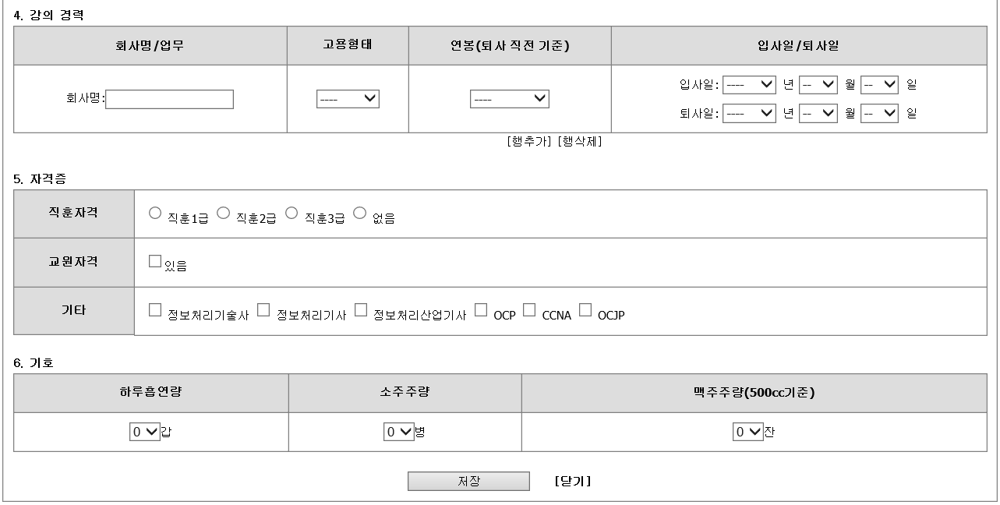 4. 강의 경력
회사명/업무 고용형태 연봉(퇴사 직전 기준) 입사일/퇴사일
회사명: ---- ---- 입사일: ---- 년 -- 월 -- 일
퇴사일: ---- 년 -- 월 -- 일
[행추가] [행삭제]
5. 자격증
직훈자격 직훈1급 직훈2급 직훈3급 없음
교원자격 있음
기타 정보처리기술사 정보처리기사 정보처리산업기사 OCP CCNA OCJP
6. 기호
하루흡연량 소주주량 맥주주량(500cc기준)
0 갑 0 병 0 잔
저장 [닫기]